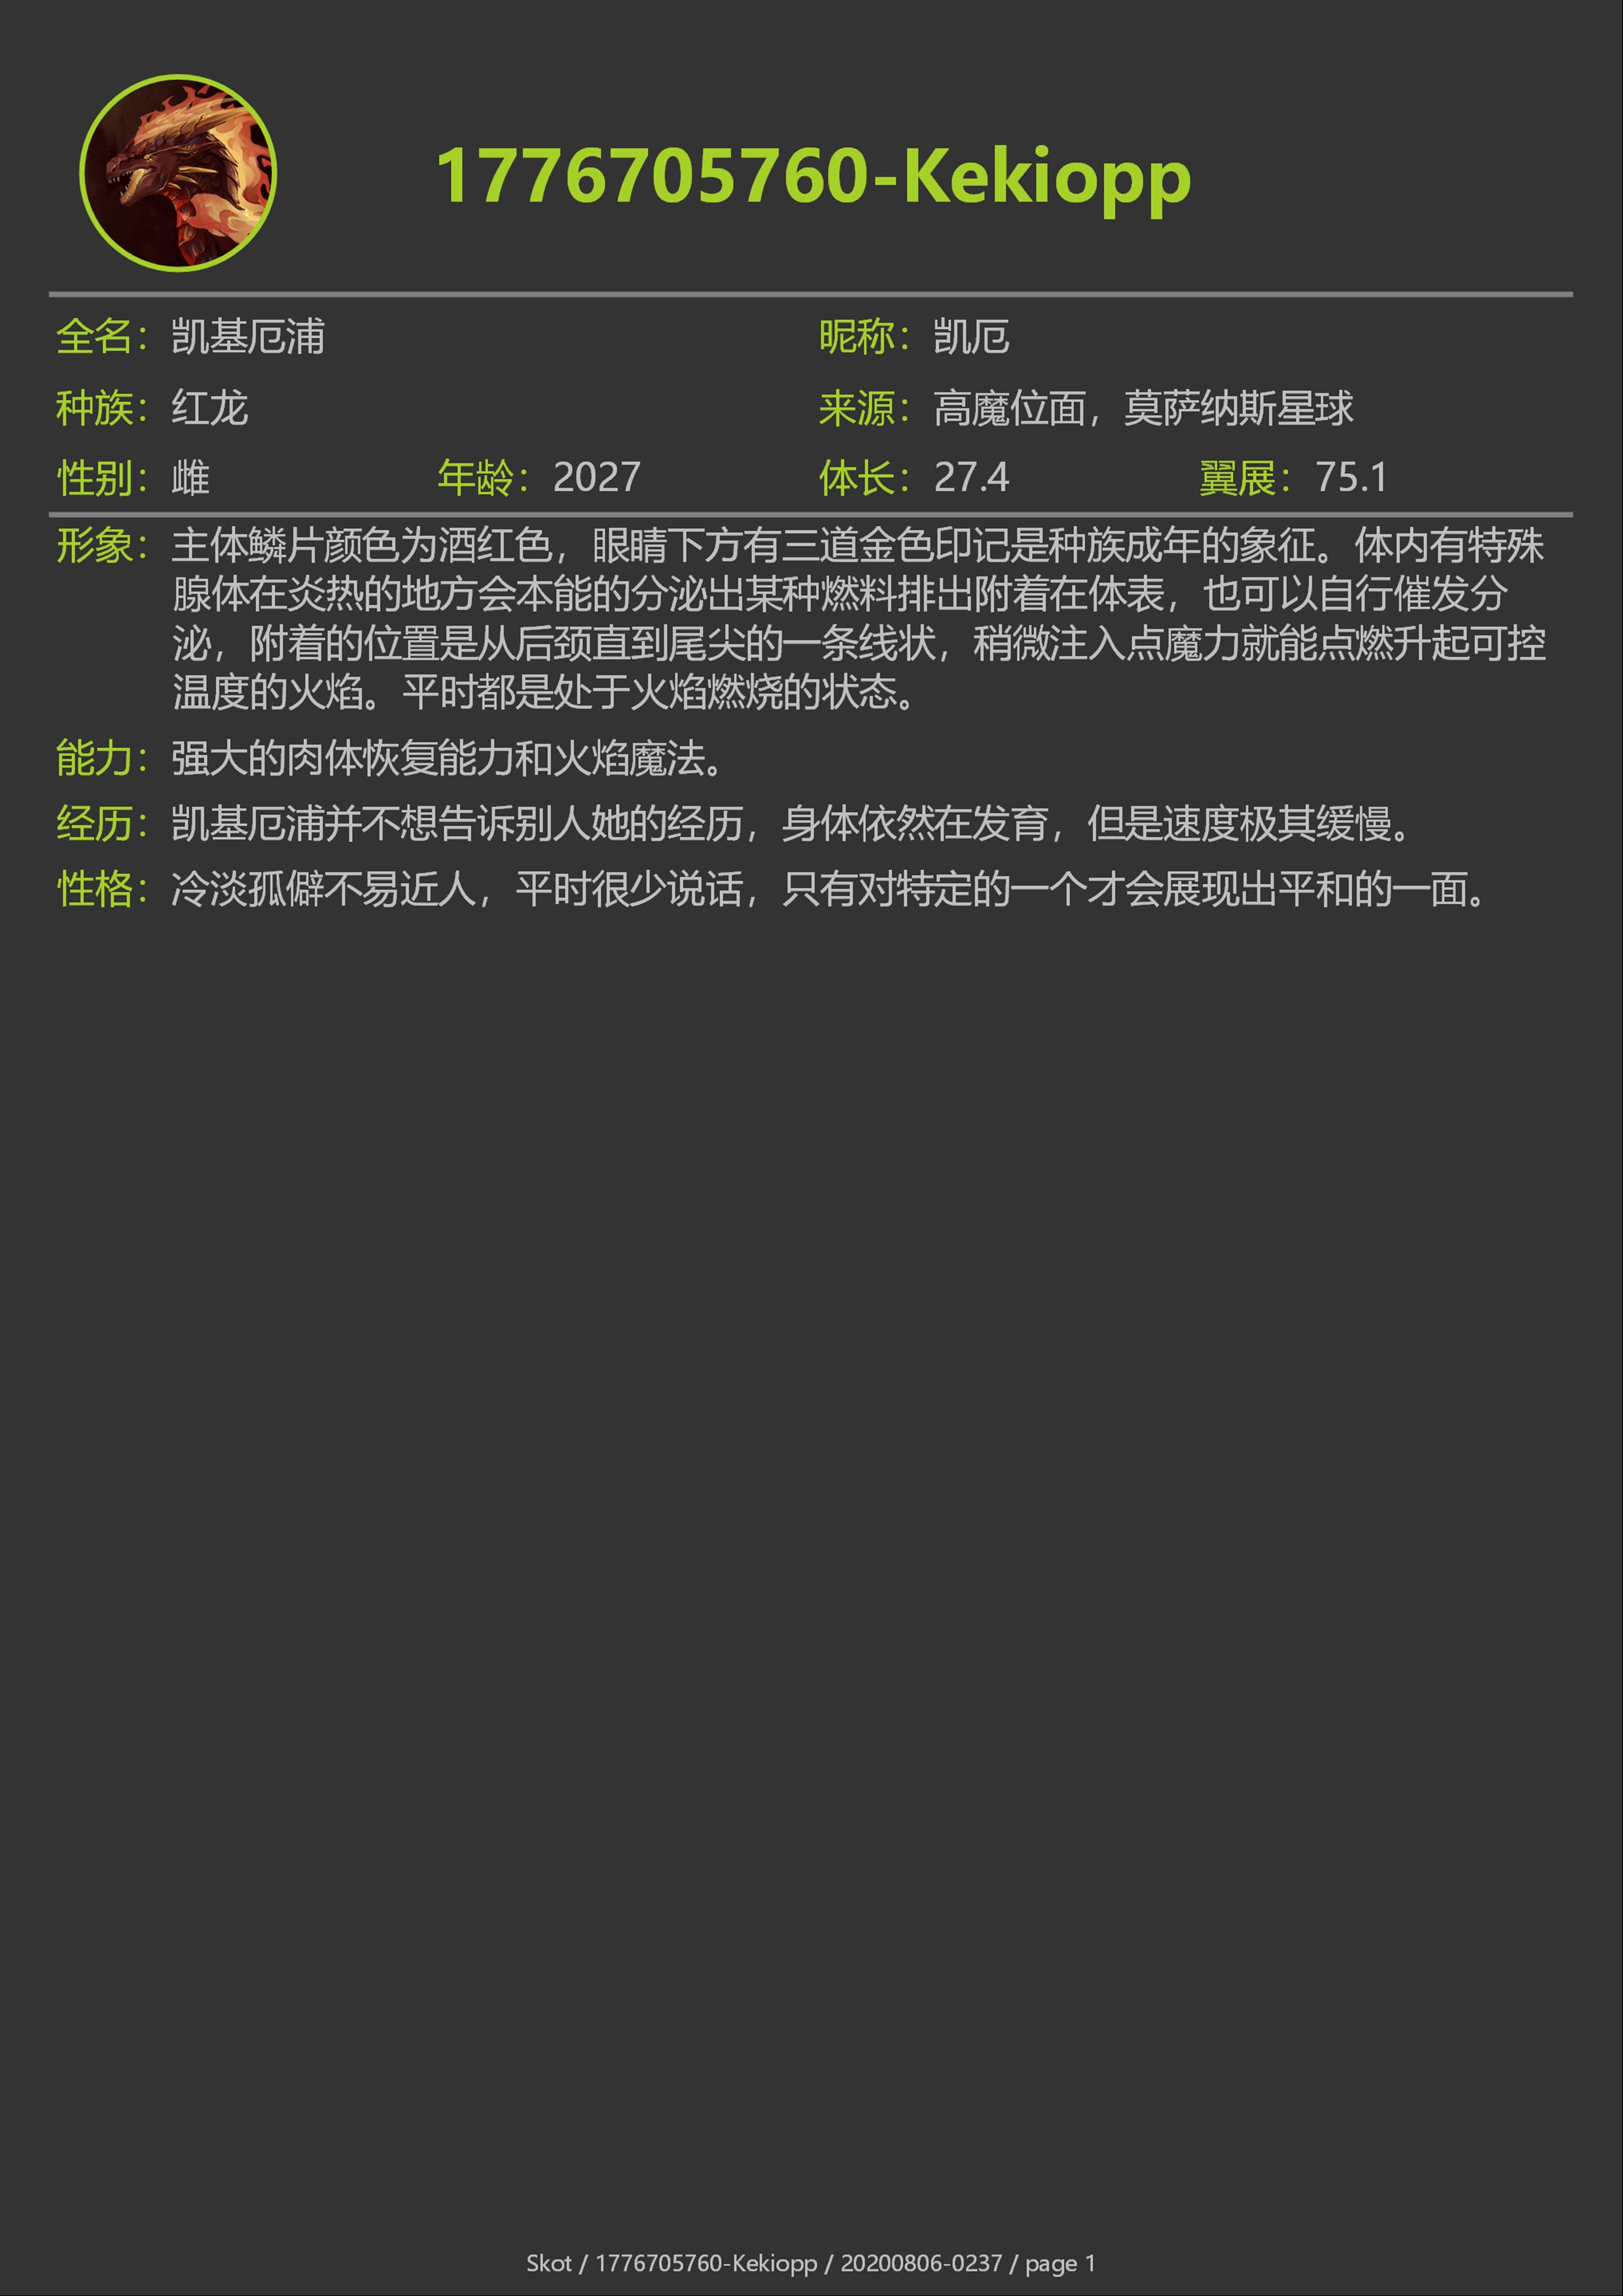 1776705760-Kekiopp
全名：凯基厄浦 昵称：凯厄
种族：红龙 来源：高魔位面，莫萨纳斯星球
性别：雌 年龄：2027 体长：27.4 翼展：75.1
形象：主体鳞片颜色为酒红色，眼睛下方有三道金色印记是种族成年的象征。体内有特殊
腺体在炎热的地方会本能的分泌出某种燃料排出附着在体表，也可以自行催发分
泌，附着的位置是从后颈直到尾尖的一条线状，稍微注入点魔力就能点燃升起可控
温度的火焰。平时都是处于火焰燃烧的状态。
能力：强大的肉体恢复能力和火焰魔法。
经历：凯基厄浦并不想告诉别人她的经历，身体依然在发育，但是速度极其缓慢。
性格：冷淡孤僻不易近人，平时很少说话，只有对特定的一个才会展现出平和的一面。
Skot / 1776705760-Kekiopp / 20200806-0237 / page 1